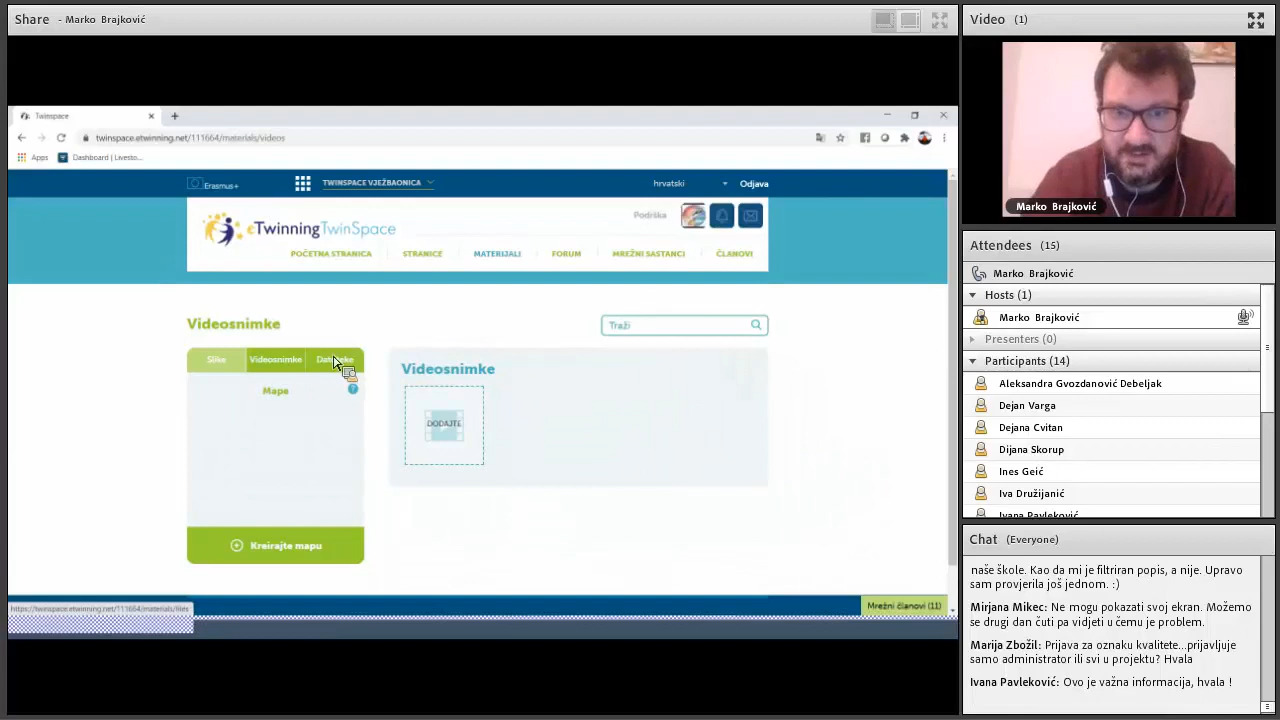 Share - Marko Brajković
Twinspace
twinspace.etwinning.net/111664/materials/videos
Apps Dashboard | Livesto...
Erasmus+ TWINSPACE VJEŽBAONICA hrvatski Odjava
eTwinningTwinSpace Podrška
POČETNA STRANICA STRANICE MATERIJALI FORUM MREŽNI SASTANCI ČLANOVI
Videosnimke Traži
Slike Videosnimke Datoteke
Mape ?
Kreirajte mapu
Videosnimke
DODAJTE
https://twinspace.etwinning.net/111664/materials/files
Mrežni članovi (11)
Video (1)
Marko Brajković
Attendees (15)
Marko Brajković
Hosts (1)
Marko Brajković
Presenters (0)
Participants (14)
Aleksandra Gvozdanović Debeljak
Dejan Varga
Dejana Cvitan
Dijana Skorup
Ines Geić
Iva Družijanić
Ivana Pavleković
Chat (Everyone)
naše škole. Kao da mi je filtriran popis, a nije. Upravo
sam provjerila još jednom. :)
Mirjana Mikec: Ne mogu pokazati svoj ekran. Možemo
se drugi dan čuti pa vidjeti u čemu je problem.
Marija Zbožil: Prijava za oznaku kvalitete...prijavljuje
samo administrator ili svi u projektu? Hvala
Ivana Pavleković: Ovo je važna informacija, hvala !